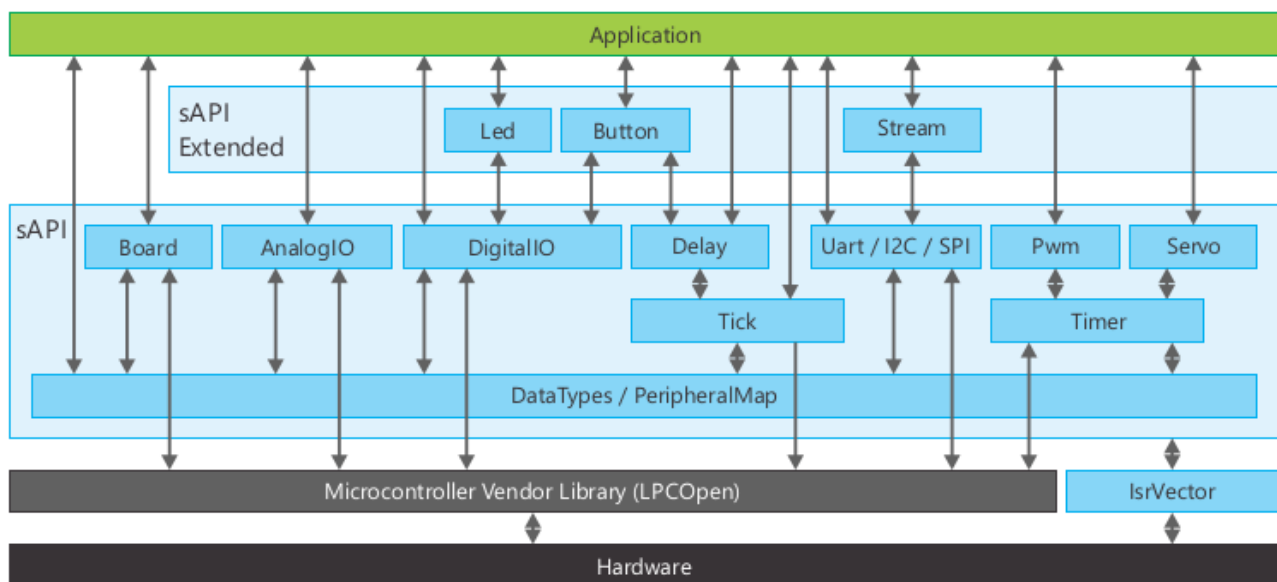 Application
sAPI
Extended
Led
Button
Stream
sAPI
Board
AnalogIO
DigitalIO
Delay
Uart / I2C / SPI
Pwm
Servo
Tick
Timer
DataTypes / PeripheralMap
Microcontroller Vendor Library (LPCOpen)
IsrVector
Hardware